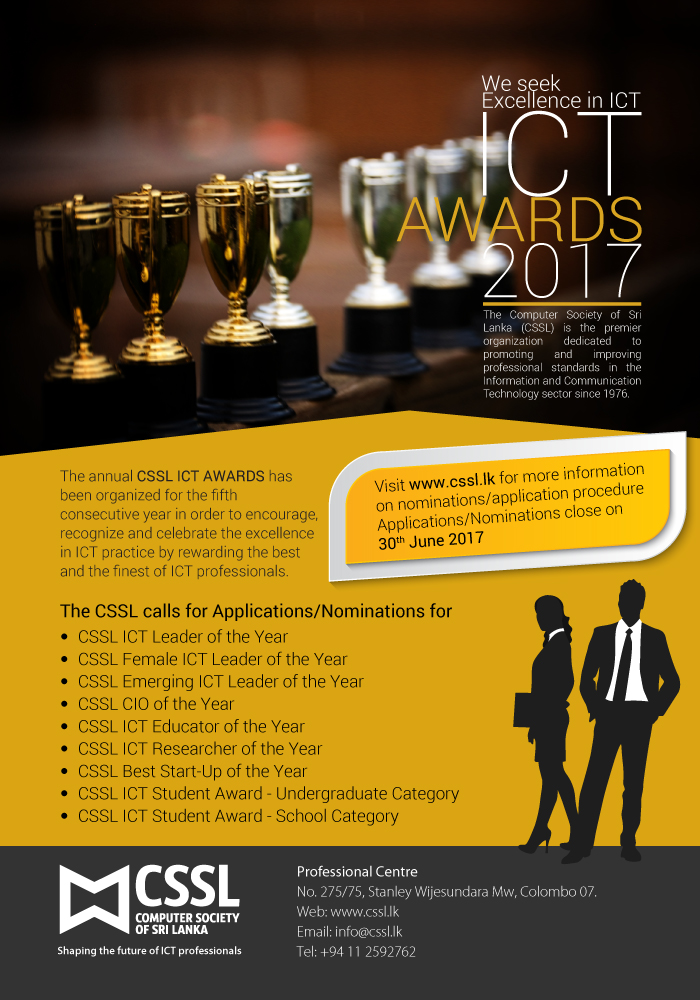 We seek
Excellence in ICT
ICT
AWARDS
2017
The Computer Society of Sri
Lanka (CSSL) is the premier
organization dedicated to
promoting and improving
professional standards in the
Information and Communication
Technology sector since 1976.
The annual CSSL ICT AWARDS has
been organized for the fifth
consecutive year in order to encourage,
recognize and celebrate the excellence
in ICT practice by rewarding the best
and the finest of ICT professionals.
Visit www.cssl.lk for more information
on nominations/application procedure
Applications/Nominations close on
30th June 2017
The CSSL calls for Applications/Nominations for
• CSSL ICT Leader of the Year
• CSSL Female ICT Leader of the Year
• CSSL Emerging ICT Leader of the Year
• CSSL CIO of the Year
• CSSL ICT Educator of the Year
• CSSL ICT Researcher of the Year
• CSSL Best Start-Up of the Year
• CSSL ICT Student Award - Undergraduate Category
• CSSL ICT Student Award - School Category
CSSL
COMPUTER SOCIETY
OF SRI LANKA
Shaping the future of ICT professionals
Professional Centre
No. 275/75, Stanley Wijesundara Mw, Colombo 07.
Web: www.cssl.lk
Email: info@cssl.lk
Tel: +94 11 2592762